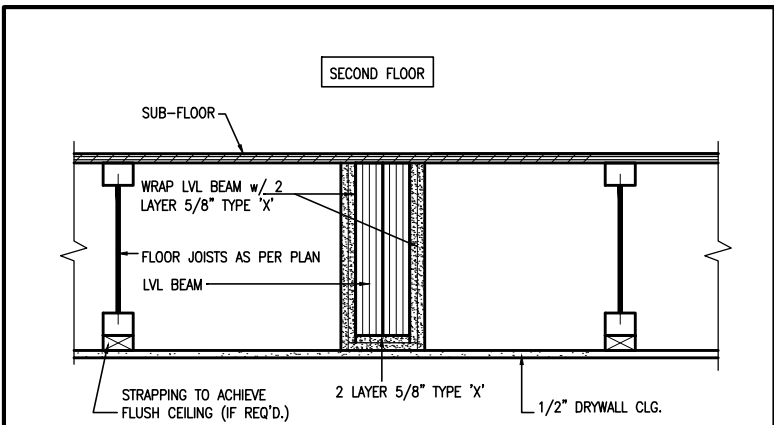 SECOND FLOOR
SUB-FLOOR
WRAP LVL BEAM w/ 2
LAYER 5/8" TYPE 'X'
FLOOR JOISTS AS PER PLAN
LVL BEAM
STRAPPING TO ACHIEVE
FLUSH CEILING (IF REQ'D.)
2 LAYER 5/8" TYPE 'X'
1/2" DRYWALL CLG.